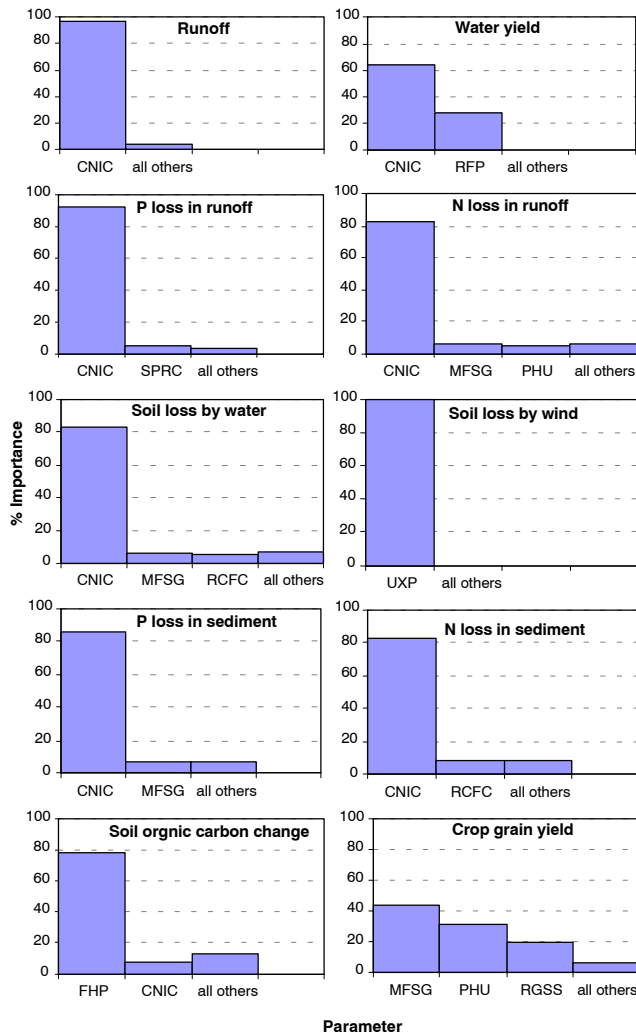 Runoff
100
80
60
40
20
0
CNIC all others
Water yield
100
80
60
40
20
0
CNIC RFP all others
P loss in runoff
100
80
60
40
20
0
CNIC SPRC all others
N loss in runoff
100
80
60
40
20
0
CNIC MFSG PHU all others
Soil loss by water
100
80
60
40
20
0
CNIC MFSG RCFC all others
Soil loss by wind
100
80
60
40
20
0
UXP all others
% Importance
P loss in sediment
100
80
60
40
20
0
CNIC MFSG all others
N loss in sediment
100
80
60
40
20
0
CNIC RCFC all others
Soil orgnic carbon change
100
80
60
40
20
0
FHP CNIC all others
Crop grain yield
100
80
60
40
20
0
MFSG PHU RGSS all others
Parameter